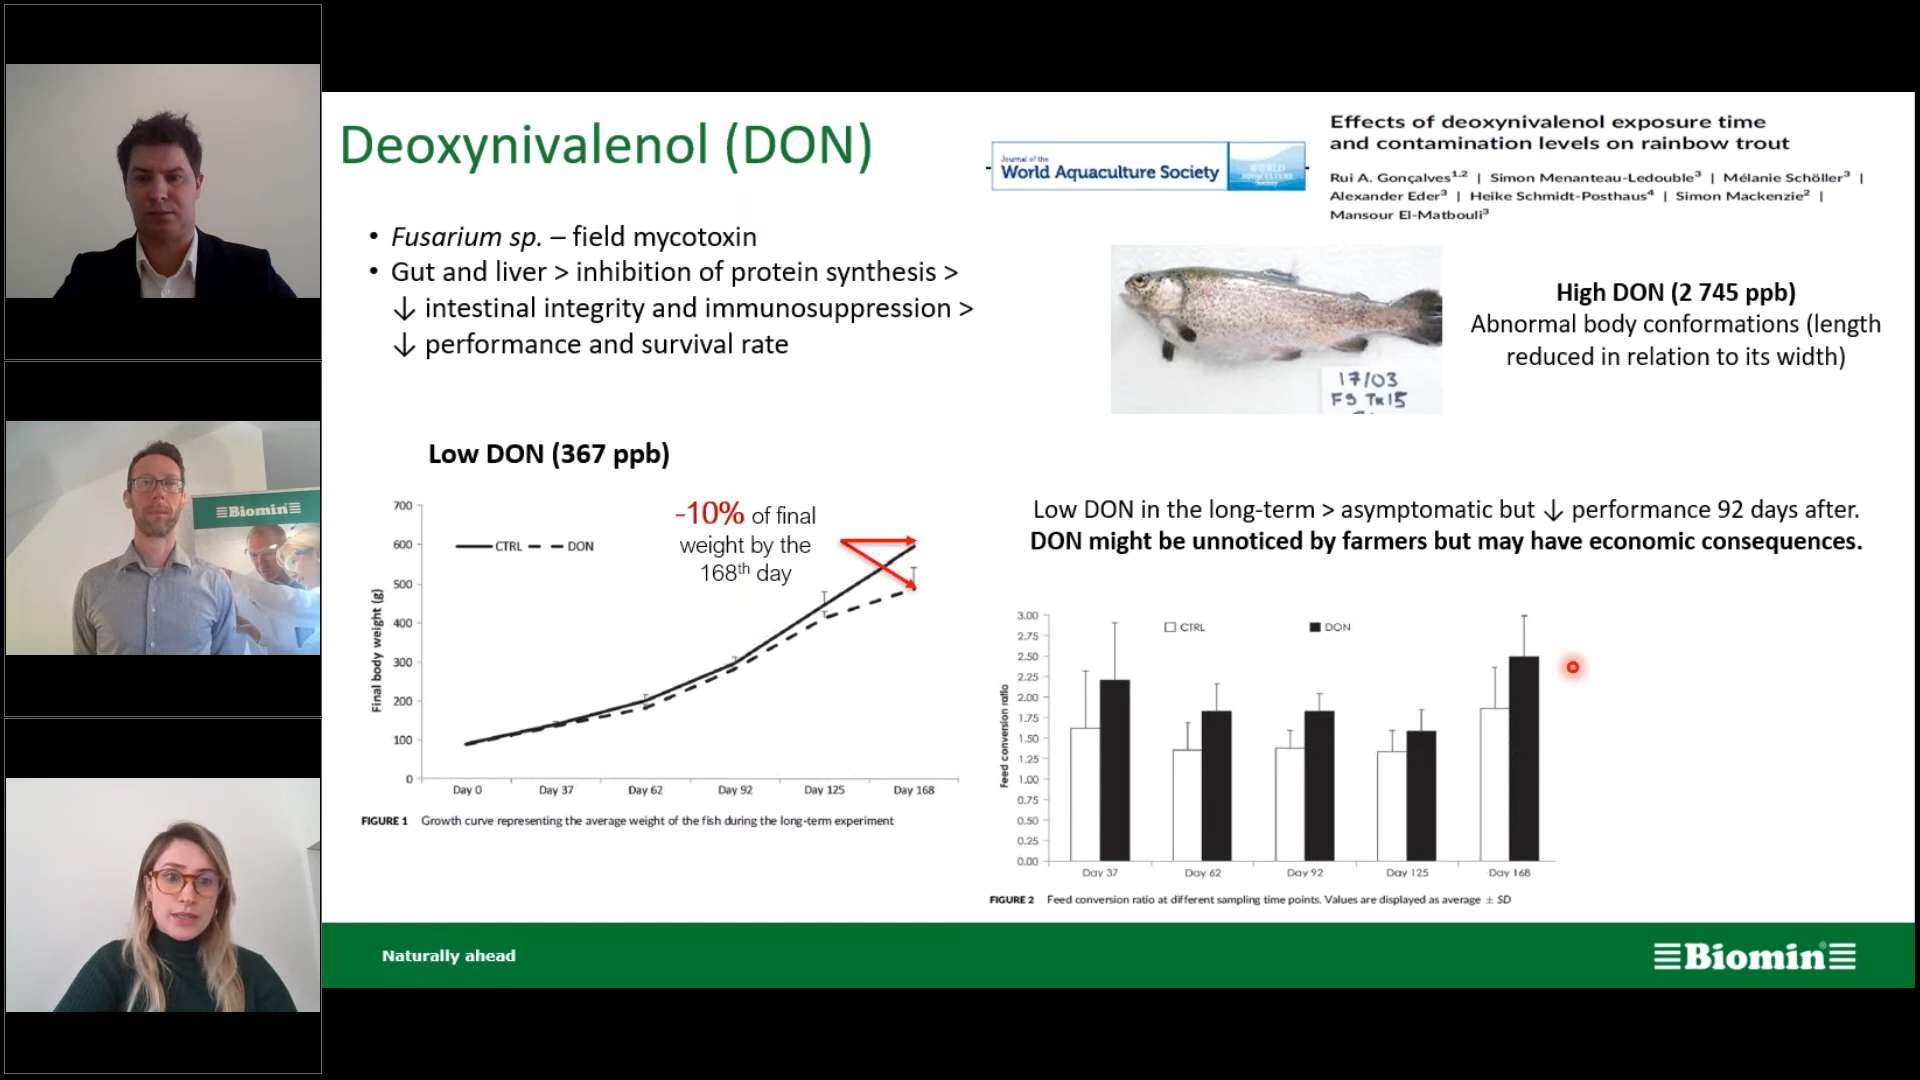 Deoxynivalenol (DON)
Journal of the
World Aquaculture Society
WORLD
AQUACULTURE
Society
Effects of deoxynivalenol exposure time
and contamination levels on rainbow trout
Rui A. Gonçalves1,2 | Simon Menanteau-Ledouble3 | Mélanie Schöller3 |
Alexander Eder3 | Heike Schmidt-Posthaus4 | Simon Mackenzie2 |
Mansour El-Matbouli3
• Fusarium sp. – field mycotoxin
• Gut and liver > inhibition of protein synthesis >
↓ intestinal integrity and immunosuppression >
↓ performance and survival rate
17/03
High DON (2 745 ppb)
Abnormal body conformations (length
reduced in relation to its width)
Biomin
Low DON (367 ppb)
-10% of final
weight by the
168th day
CTRL DON
Final body weight (g)
700
600
500
400
300
200
100
0
Day 0 Day 37 Day 62 Day 92 Day 125 Day 168
FIGURE 1 Growth curve representing the average weight of the fish during the long-term experiment
Low DON in the long-term > asymptomatic but ↓ performance 92 days after.
DON might be unnoticed by farmers but may have economic consequences.
CTRL DON
Feed conversion ratio
3.00
2.75
2.50
2.25
2.00
1.75
1.50
1.25
1.00
0.75
0.50
0.25
0.00
Day 37 Day 62 Day 92 Day 125 Day 168
FIGURE 2 Feed conversion ratio at different sampling time points. Values are displayed as average ± SD
Naturally ahead
Biomin®